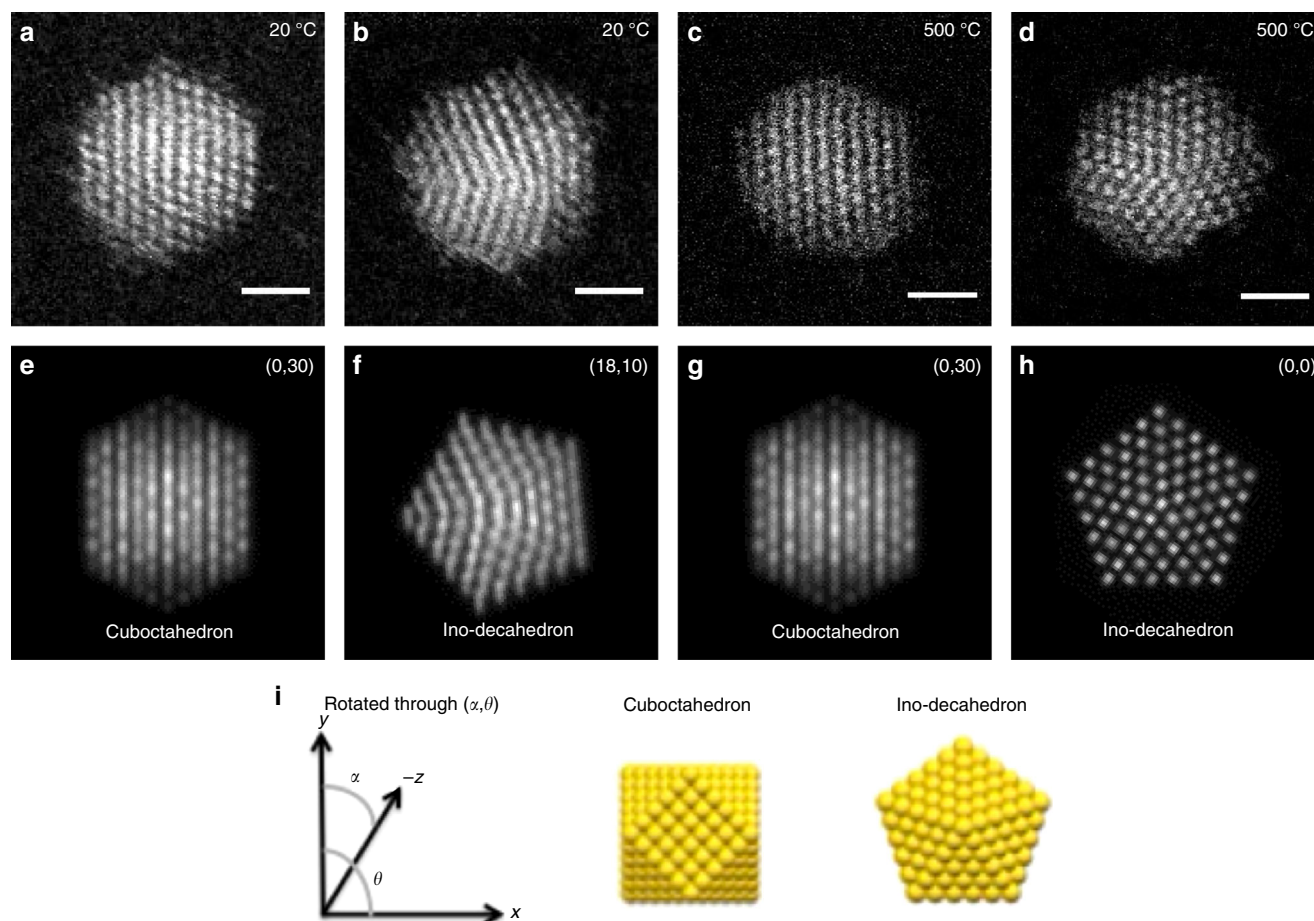 a
20 °C
b
20 °C
c
500 °C
d
500 °C
e
(0,30)
Cuboctahedron
f
(18,10)
Ino-decahedron
g
(0,30)
Cuboctahedron
h
(0,0)
Ino-decahedron
i
Rotated through (α,θ)
y
α
–z
θ
x
Cuboctahedron
Ino-decahedron